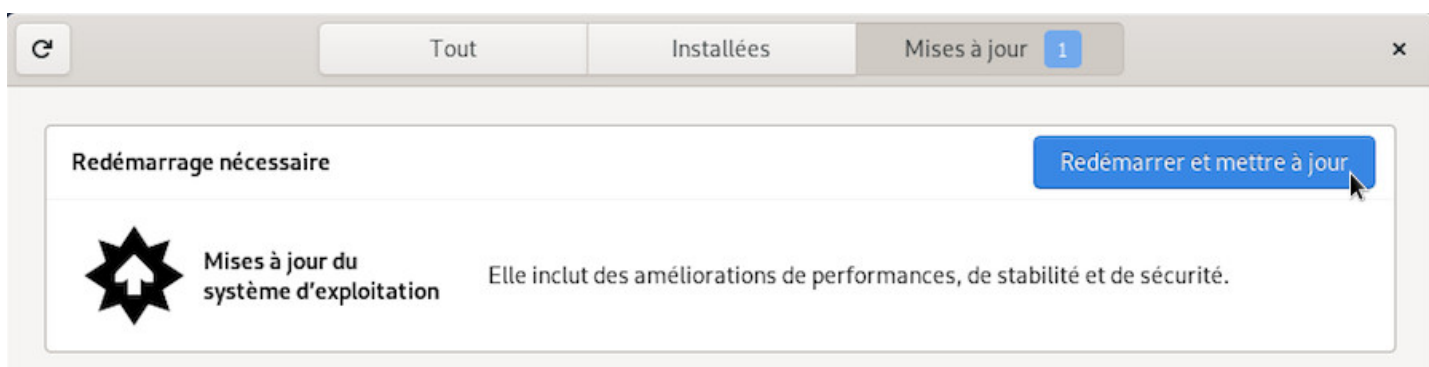 Tout Installées Mises à jour 1
Redémarrage nécessaire Redémarrer et mettre à jour
Mises à jour du
système d'exploitation
Elle inclut des améliorations de performances, de stabilité et de sécurité.